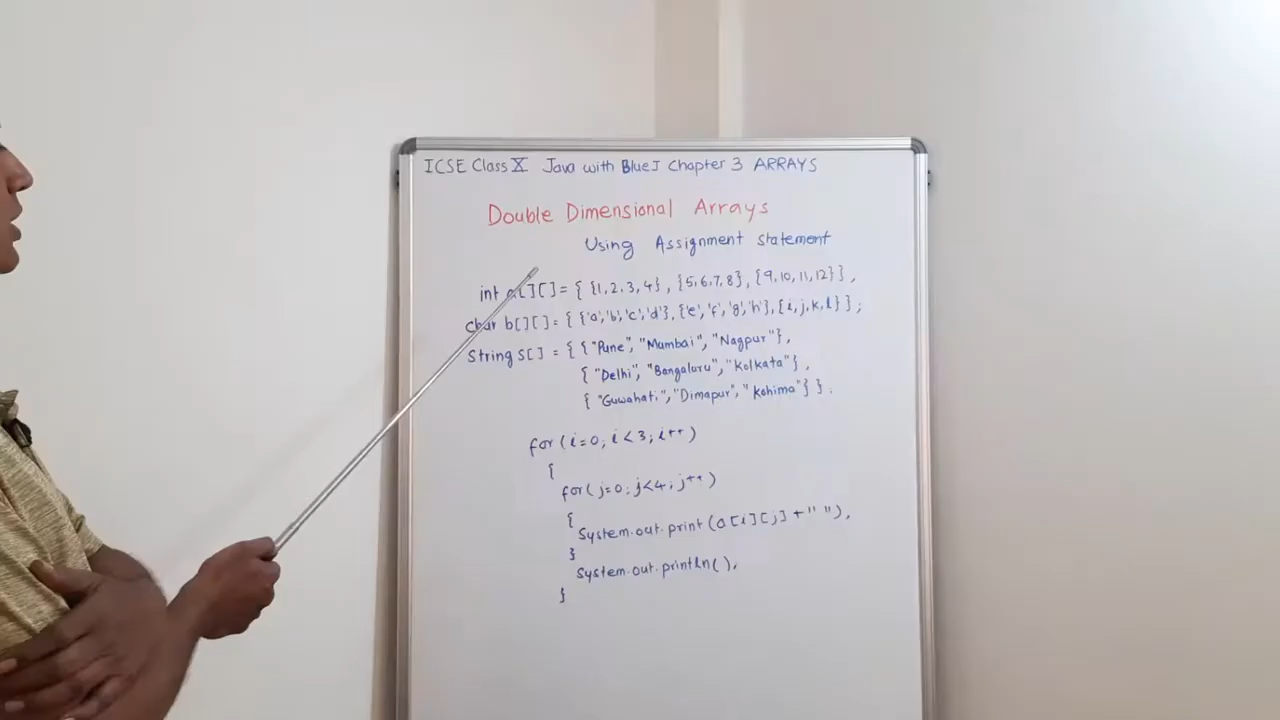 ICSE Class X Java with BlueJ Chapter 3 ARRAYS
Double Dimensional Arrays
Using Assignment statement
int a[][]= { {1,2,3,4}, {5,6,7,8}, {9,10,11,12}},
char b[][]= { {'a','b','c','d'}, {'e','f','g','h'}, {i,j,k,l}};
String S[] = { {"Pune", "Mumbai", "Nagpur"},
{ "Delhi", "Bangaluru", "Kolkata"},
{ "Guwahati", "Dimapur", "Kohima"} }.
for (i=0; i<3; i++)
{
for(j=0; j<4; j++)
{
System.out.print(a[i][j]+" "),
}
System.out.println(),
}